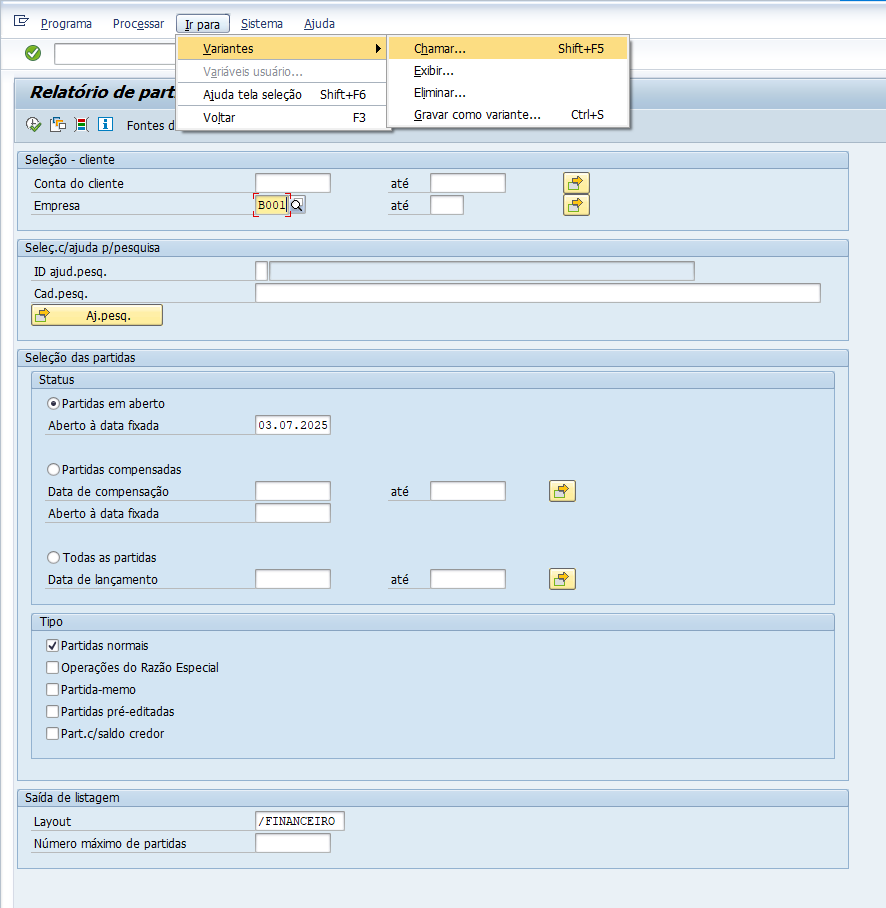 Programa Processar Ir para Sistema Ajuda
Variantes
Variáveis usuário...
Ajuda tela seleção Shift+F6
Voltar F3
Chamar... Shift+F5
Exibir...
Eliminar...
Gravar como variante... Ctrl+S
Relatório de part
Fontes d
Seleção - cliente
Conta do cliente até
Empresa B001 até
Seleç.c/ajuda p/pesquisa
ID ajud.pesq.
Cad.pesq.
Aj.pesq.
Seleção das partidas
Status
Partidas em aberto
Aberto à data fixada 03.07.2025
Partidas compensadas
Data de compensação até
Aberto à data fixada
Todas as partidas
Data de lançamento até
Tipo
Partidas normais
Operações do Razão Especial
Partida-memo
Partidas pré-editadas
Part.c/saldo credor
Saída de listagem
Layout /FINANCEIRO
Número máximo de partidas